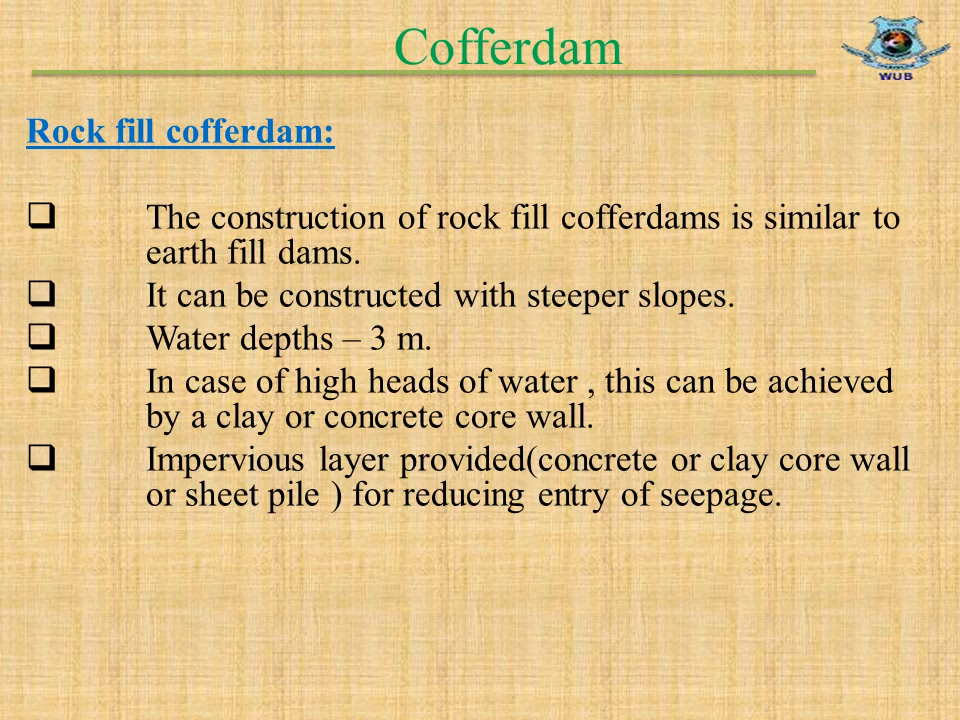 Cofferdam
WUB
Rock fill cofferdam:
The construction of rock fill cofferdams is similar to
earth fill dams.
It can be constructed with steeper slopes.
Water depths – 3 m.
In case of high heads of water , this can be achieved
by a clay or concrete core wall.
Impervious layer provided(concrete or clay core wall
or sheet pile ) for reducing entry of seepage.